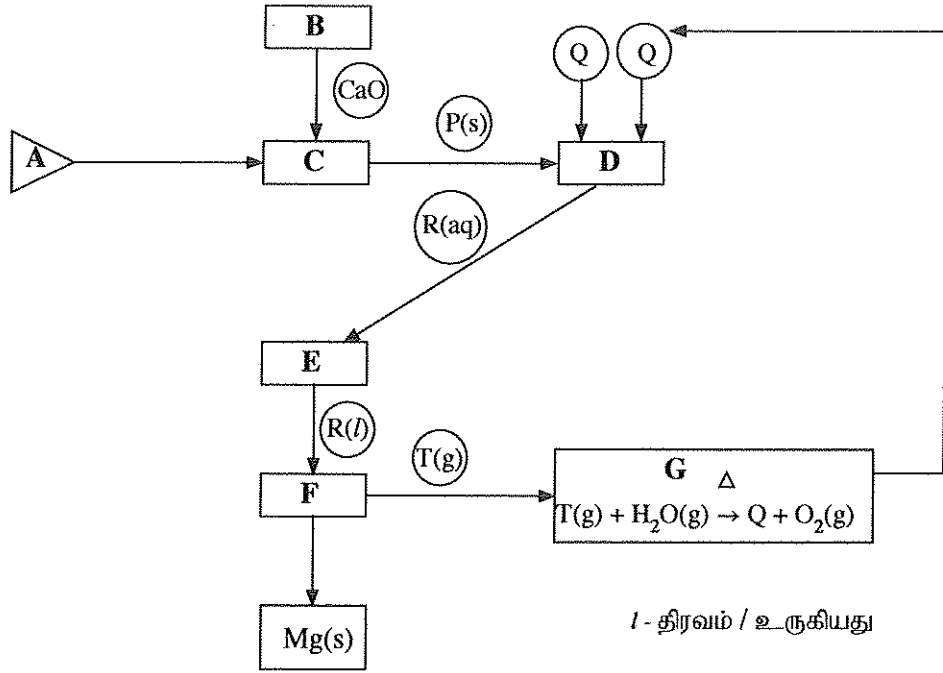 B
Q Q
CaO
P(s)
A
C
D
R(aq)
E
R(l)
T(g)
F
G Δ
T(g) + H₂O(g) → Q + O₂(g)
Mg(s)
l - திரவம் / உருகியது